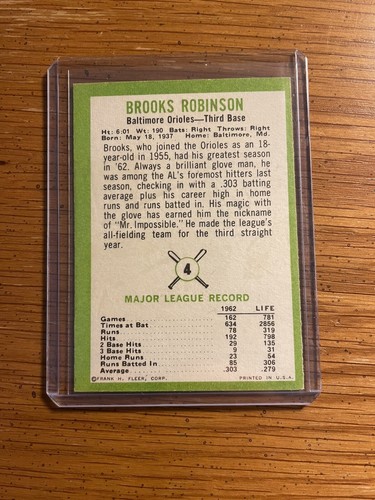 BROOKS ROBINSON
Baltimore Orioles—Third Base
Ht: 6:01 Wt: 190 Bats: Right Throws: Right
Born: May 18, 1937 Home: Baltimore, Md.
Brooks, who joined the Orioles as an 18-
year-old in 1955, had his greatest season
in '62. Always a brilliant glove man, he
was among the AL's foremost hitters last
season, checking in with a .303 batting
average plus his career high in home
runs and runs batted in. His magic with
the glove has earned him the nickname
of "Mr. Impossible." He made the league's
all-fielding team for the third straight
year.
4
MAJOR LEAGUE RECORD
1962 LIFE
Games 162 781
Times at Bat 634 2856
Runs 77 319
Hits 192 798
2 Base Hits 29 135
3 Base Hits 9 31
Home Runs 23 54
Runs Batted In 85 306
Average .303 .279
©FRANK H. FLEER, CORP. PRINTED IN U.S.A.